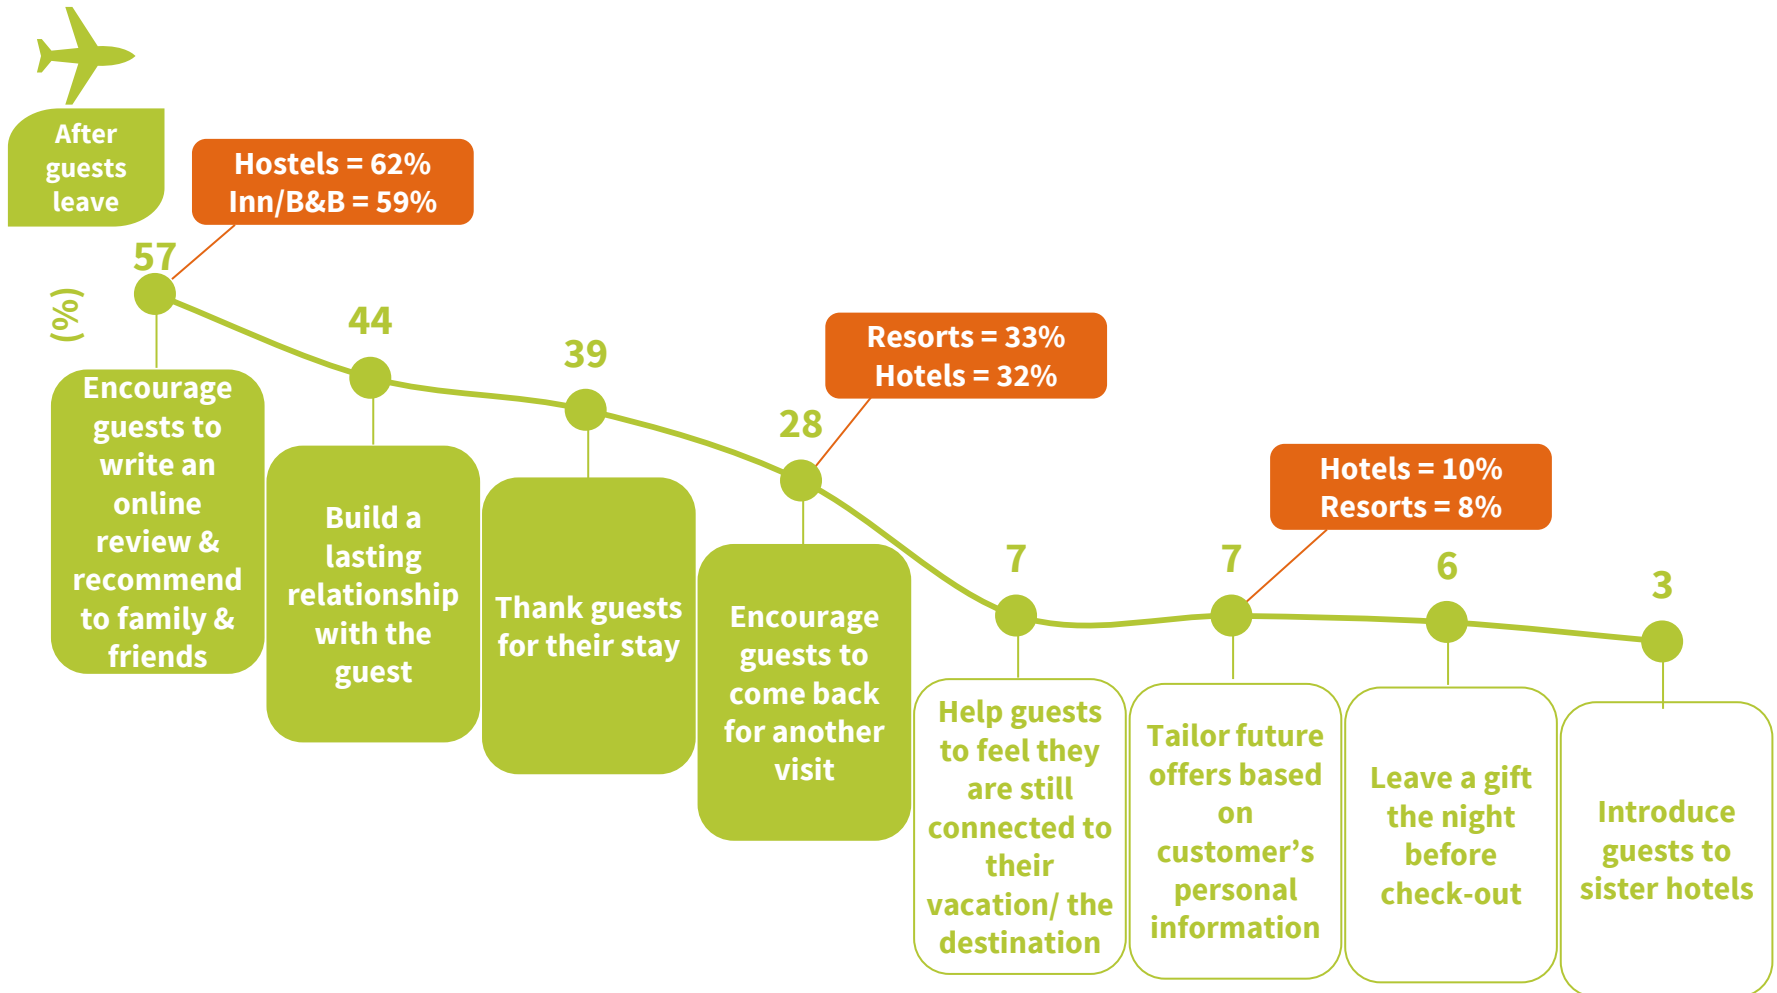 After
guests
leave
Hostels = 62%
Inn/B&B = 59%
57
(%)
44
39
28
Resorts = 33%
Hotels = 32%
7
7
Hotels = 10%
Resorts = 8%
6
3
Encourage
guests to
write an
online
review &
recommend
to family &
friends
Build a
lasting
relationship
with the
guest
Thank guests
for their stay
Encourage
guests to
come back
for another
visit
Help guests
to feel they
are still
connected to
their
vacation/ the
destination
Tailor future
offers based
on
customer’s
personal
information
Leave a gift
the night
before
check-out
Introduce
guests to
sister hotels